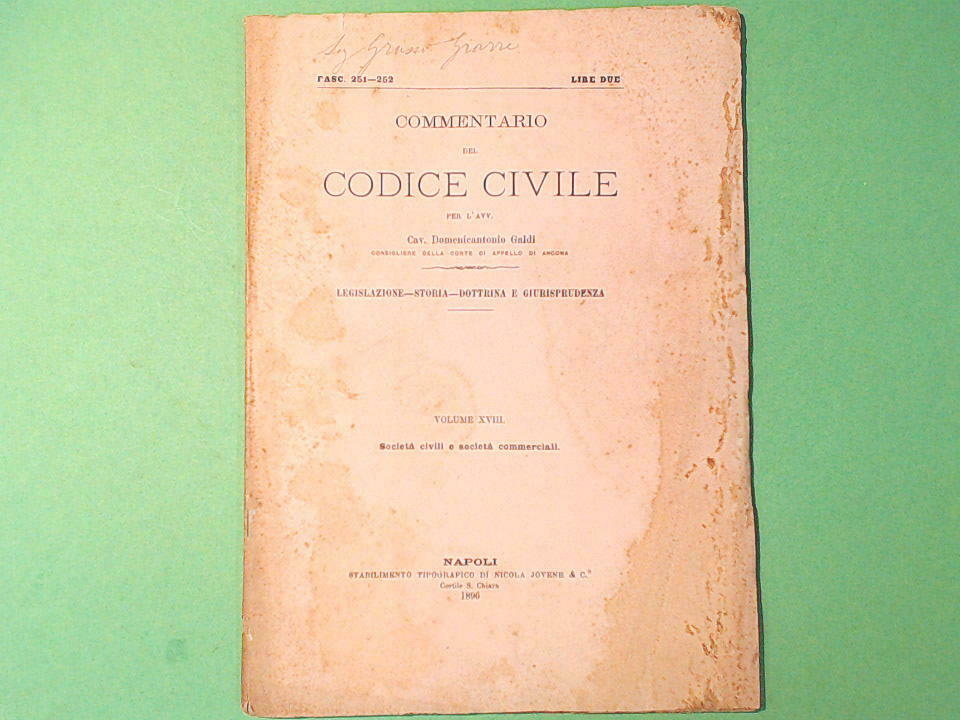 FASC. 251—252 LIRE DUE
COMMENTARIO
DEL
CODICE CIVILE
PER L'AVV.
Cav. Domenicantonio Galdi
CONSIGLIERE DELLA CORTE DI APPELLO DI ANCONA
LEGISLAZIONE—STORIA—DOTTRINA E GIURISPRUDENZA
VOLUME XVIII.
Società civili e società commerciali.
NAPOLI
STABILIMENTO TIPOGRAFICO DI NICOLA JOVENE & C.º
Cortile S. Chiara
1896